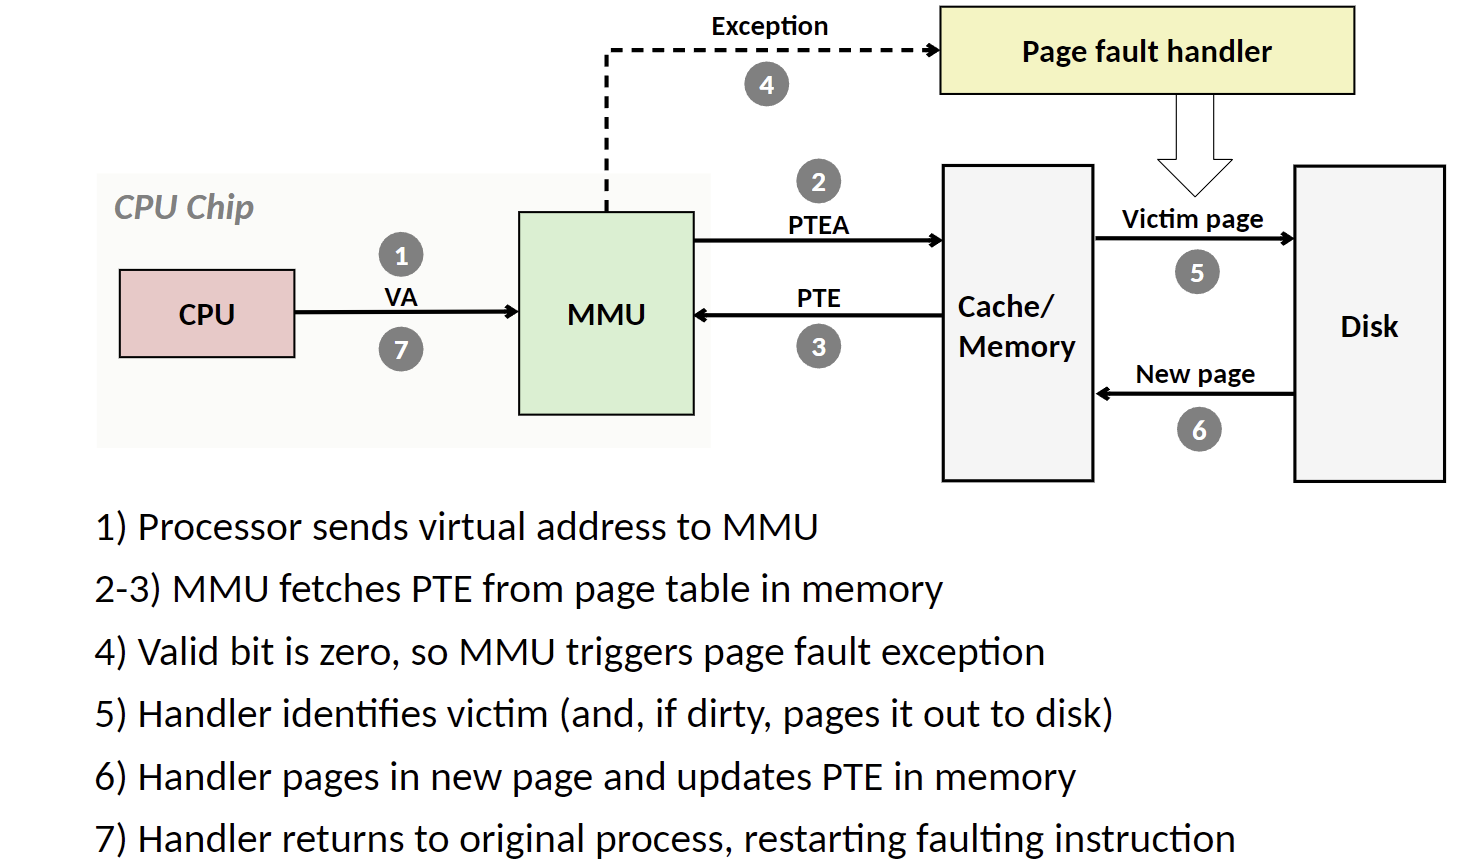 Exception
Page fault handler
4
2
CPU Chip
PTEA
Victim page
1
5
VA
PTE
CPU
MMU
Cache/
Memory
Disk
7
3
New page
6
1) Processor sends virtual address to MMU
2-3) MMU fetches PTE from page table in memory
4) Valid bit is zero, so MMU triggers page fault exception
5) Handler identifies victim (and, if dirty, pages it out to disk)
6) Handler pages in new page and updates PTE in memory
7) Handler returns to original process, restarting faulting instruction